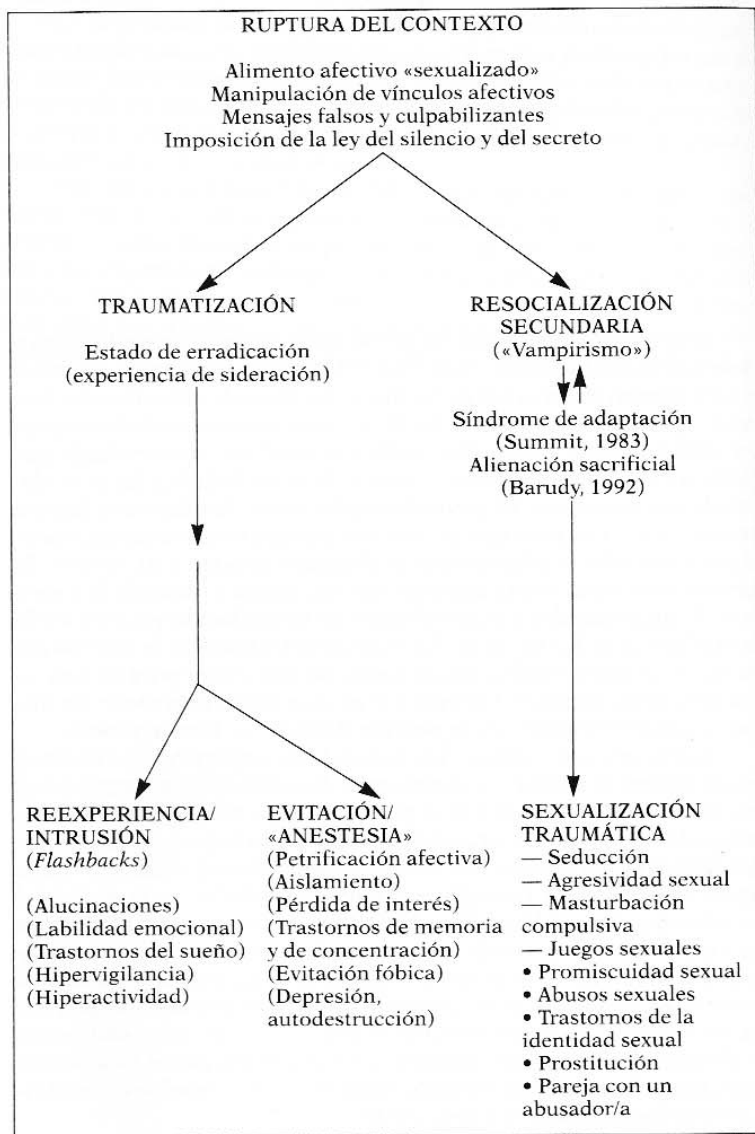 RUPTURA DEL CONTEXTO
Alimento afectivo «sexualizado»
Manipulación de vínculos afectivos
Mensajes falsos y culpabilizantes
Imposición de la ley del silencio y del secreto
TRAUMATIZACIÓN
Estado de erradicación
(experiencia de sideración)
RESOCIALIZACIÓN
SECUNDARIA
(«Vampirismo»)
Síndrome de adaptación
(Summit, 1983)
Alienación sacrificial
(Barudy, 1992)
REEXPERIENCIA/
INTRUSIÓN
(Flashbacks)
(Alucinaciones)
(Labilidad emocional)
(Trastornos del sueño)
(Hipervigilancia)
(Hiperactividad)
EVITACIÓN/
«ANESTESIA»
(Petrificación afectiva)
(Aislamiento)
(Pérdida de interés)
(Trastornos de memoria
y de concentración)
(Evitación fóbica)
(Depresión,
autodestrucción)
SEXUALIZACIÓN
TRAUMÁTICA
— Seducción
— Agresividad sexual
— Masturbación
compulsiva
— Juegos sexuales
• Promiscuidad sexual
• Abusos sexuales
• Trastornos de la
identidad sexual
• Prostitución
• Pareja con un
abusador/a